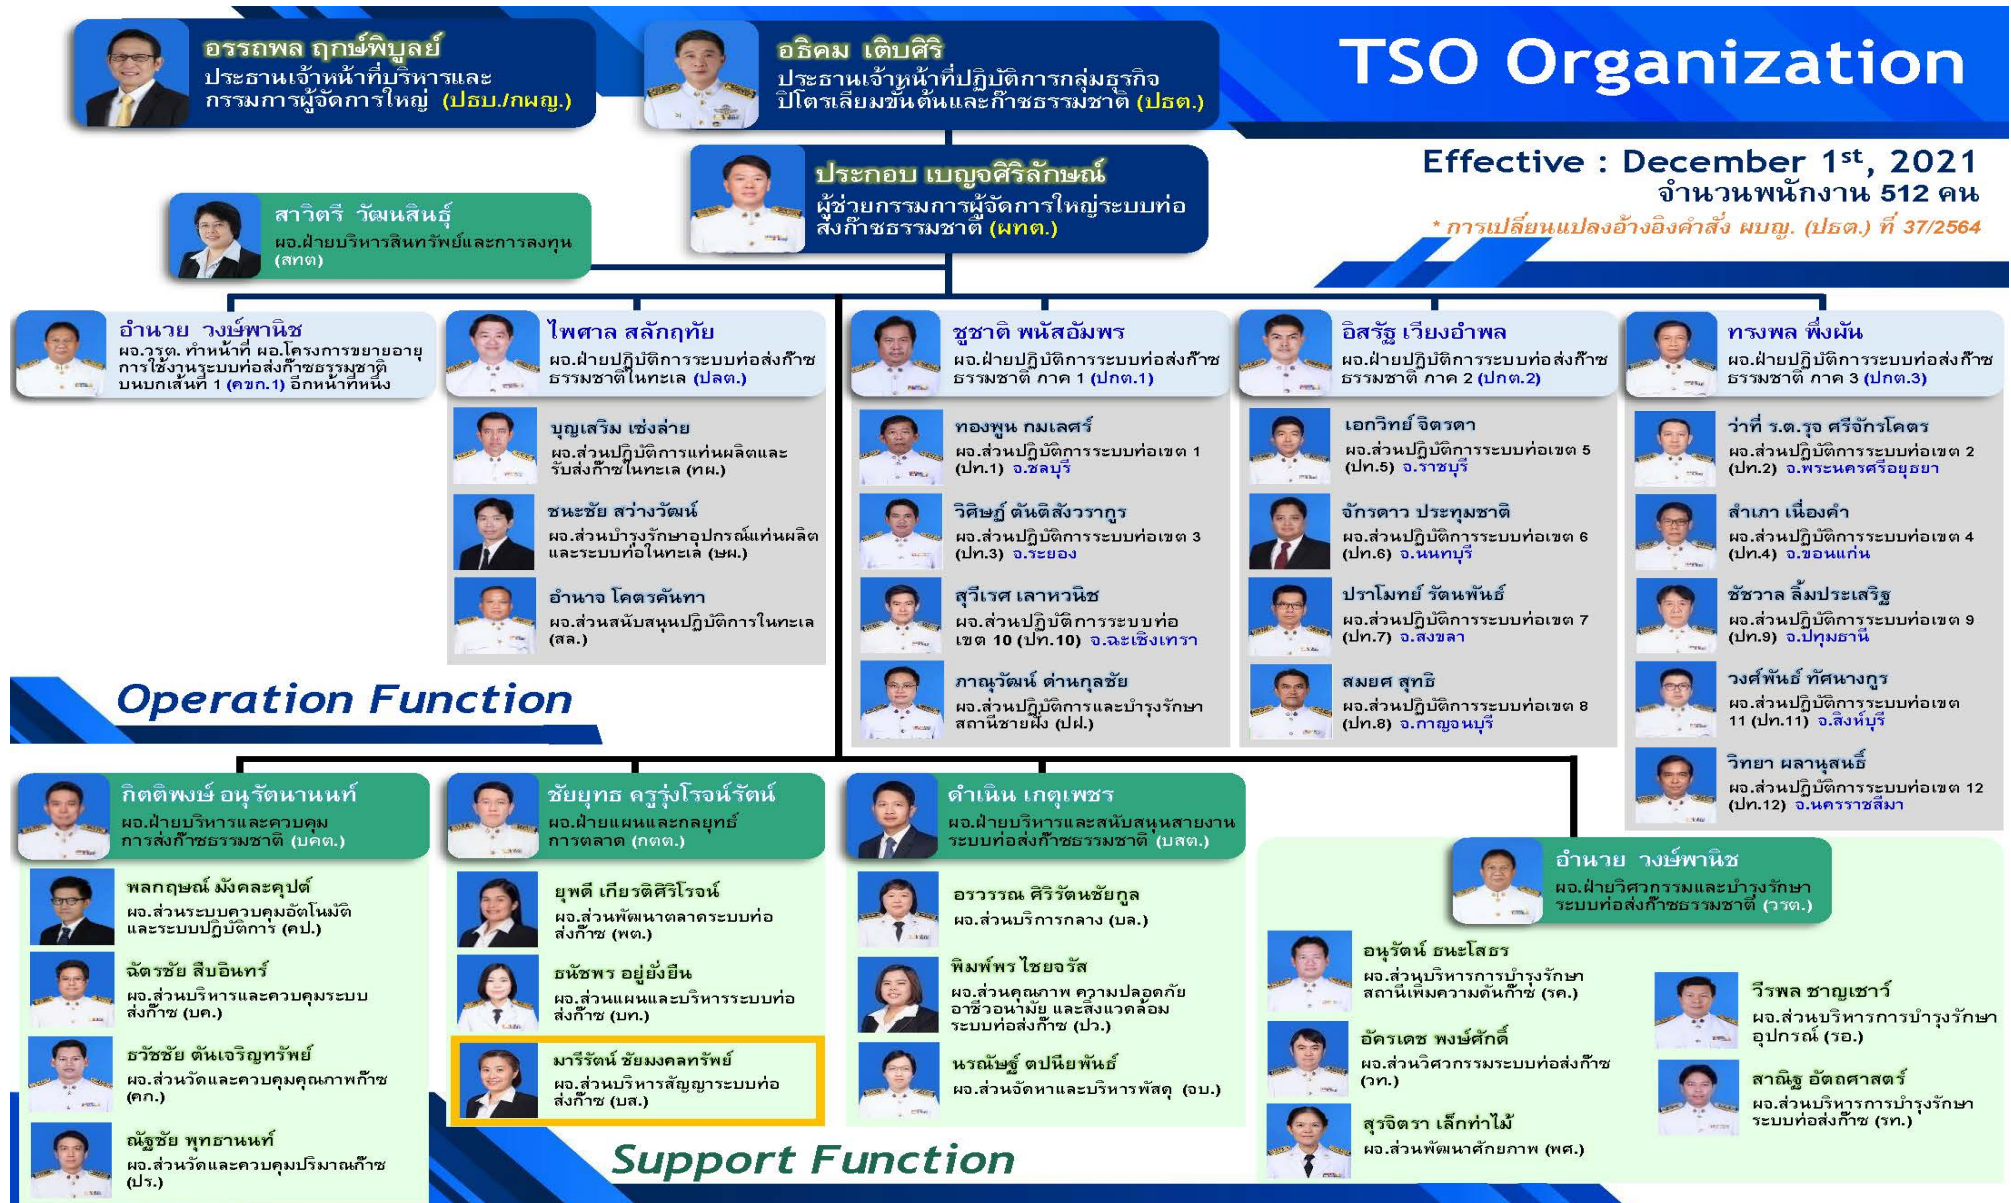 อรรถพล ฤกษ์พิบูลย์
ประธานเจ้าหน้าที่บริหารและ
กรรมการผู้จัดการใหญ่ (ปธบ./กผญ.)
อธิคม เติบศิริ
ประธานเจ้าหน้าที่ปฏิบัติการกลุ่มธุรกิจ
ปิโตรเลียมขั้นต้นและก๊าซธรรมชาติ (ปธต.)
TSO Organization
Effective : December 1st, 2021
จำนวนพนักงาน 512 คน
* การเปลี่ยนแปลงอ้างอิงคำสั่ง ผบญ. (ปธต.) ที่ 37/2564
ประกอบ เบญจศิริลักษณ์
ผู้ช่วยกรรมการผู้จัดการใหญ่ระบบท่อ
ส่งก๊าซธรรมชาติ (ผทต.)
สาวิตรี วัฒนสินธุ์
ผจ.ฝ่ายบริหารสินทรัพย์และการลงทุน
(สทต)
อำนวย วงษ์พานิช
ผจ.วรต. ทำหน้าที่ ผอ.โครงการขยายอายุ
การใช้งานระบบท่อส่งก๊าซธรรมชาติ
บนบกเส้นที่ 1 (คขก.1) อีกหน้าที่หนึ่ง
ไพศาล สลักฤทัย
ผจ.ฝ่ายปฏิบัติการระบบท่อส่งก๊าซ
ธรรมชาติในทะเล (ปลต.)
บุญเสริม เซ่งล่าย
ผจ.ส่วนปฏิบัติการแท่นผลิตและ
รับส่งก๊าซในทะเล (ทผ.)
ชนะชัย สว่างวัฒน์
ผจ.ส่วนบำรุงรักษาอุปกรณ์แท่นผลิต
และระบบท่อในทะเล (ษผ.)
อำนาจ โคตรคันทา
ผจ.ส่วนสนับสนุนปฏิบัติการในทะเล
(สล.)
ชูชาติ พนัสอัมพร
ผจ.ฝ่ายปฏิบัติการระบบท่อส่งก๊าซ
ธรรมชาติ ภาค 1 (ปกต.1)
ทองพูน กมเลศร์
ผจ.ส่วนปฏิบัติการระบบท่อเขต 1
(ปท.1) จ.ชลบุรี
วิศิษฏ์ ตันติสังวรากูร
ผจ.ส่วนปฏิบัติการระบบท่อเขต 3
(ปท.3) จ.ระยอง
สุวีเรศ เลาหวนิช
ผจ.ส่วนปฏิบัติการระบบท่อ
เขต 10 (ปท.10) จ.ฉะเชิงเทรา
ภาณุวัฒน์ ด่านกุลชัย
ผจ.ส่วนปฏิบัติการและบำรุงรักษา
สถานีชายฝั่ง (ปฝ.)
อิสรัฐ เวียงอำพล
ผจ.ฝ่ายปฏิบัติการระบบท่อส่งก๊าซ
ธรรมชาติ ภาค 2 (ปกต.2)
เอกวิทย์ จิตรดา
ผจ.ส่วนปฏิบัติการระบบท่อเขต 5
(ปท.5) จ.ราชบุรี
จักรดาว ประทุมชาติ
ผจ.ส่วนปฏิบัติการระบบท่อเขต 6
(ปท.6) จ.นนทบุรี
ปราโมทย์ รัตนพันธ์
ผจ.ส่วนปฏิบัติการระบบท่อเขต 7
(ปท.7) จ.สงขลา
สมยศ สุทธิ
ผจ.ส่วนปฏิบัติการระบบท่อเขต 8
(ปท.8) จ.กาญจนบุรี
ทรงพล พึ่งผัน
ผจ.ฝ่ายปฏิบัติการระบบท่อส่งก๊าซ
ธรรมชาติ ภาค 3 (ปกต.3)
ว่าที่ ร.ต.รุจ ศรีจักรโคตร
ผจ.ส่วนปฏิบัติการระบบท่อเขต 2
(ปท.2) จ.พระนครศรีอยุธยา
สำเภา เนื่องคำ
ผจ.ส่วนปฏิบัติการระบบท่อเขต 4
(ปท.4) จ.ขอนแก่น
ชัชวาล ลิ้มประเสริฐ
ผจ.ส่วนปฏิบัติการระบบท่อเขต 9
(ปท.9) จ.ปทุมธานี
วงศ์พันธ์ ทัศนางกูร
ผจ.ส่วนปฏิบัติการระบบท่อเขต
11 (ปท.11) จ.สิงห์บุรี
วิทยา ผลานุสนธิ์
ผจ.ส่วนปฏิบัติการระบบท่อเขต 12
(ปท.12) จ.นครราชสีมา
Operation Function
กิตติพงษ์ อนุรัตนานนท์
ผจ.ฝ่ายบริหารและควบคุม
การส่งก๊าซธรรมชาติ (บคต.)
พลกฤษณ์ มังคละคุปต์
ผจ.ส่วนระบบควบคุมอัตโนมัติ
และระบบปฏิบัติการ (คป.)
ฉัตรชัย สืบอินทร์
ผจ.ส่วนบริหารและควบคุมระบบ
ส่งก๊าซ (บค.)
ธวัชชัย ตันเจริญทรัพย์
ผจ.ส่วนวัดและควบคุมคุณภาพก๊าซ
(คก.)
ณัฐชัย พุทธานนท์
ผจ.ส่วนวัดและควบคุมปริมาณก๊าซ
(ปร.)
ชัยยุทธ ครูรุ่งโรจน์รัตน์
ผจ.ฝ่ายแผนและกลยุทธ์
การตลาด (กตต.)
ยุพดี เกียรติศิริโรจน์
ผจ.ส่วนพัฒนาตลาดระบบท่อ
ส่งก๊าซ (พต.)
ธนัชพร อยู่ยั่งยืน
ผจ.ส่วนแผนและบริหารระบบท่อ
ส่งก๊าซ (บท.)
มารีรัตน์ ชัยมงคลทรัพย์
ผจ.ส่วนบริหารสัญญาระบบท่อ
ส่งก๊าซ (บส.)
ดำเนิน เกตุเพชร
ผจ.ฝ่ายบริหารและสนับสนุนสายงาน
ระบบท่อส่งก๊าซธรรมชาติ (บสต.)
อรวรรณ ศิริรัตนชัยกูล
ผจ.ส่วนบริการกลาง (บล.)
พิมพ์พร ไชยจรัส
ผจ.ส่วนคุณภาพ ความปลอดภัย
อาชีวอนามัย และสิ่งแวดล้อม
ระบบท่อส่งก๊าซ (ปว.)
นรณัษฐ์ ตปนียพันธ์
ผจ.ส่วนจัดหาและบริหารพัสดุ (จบ.)
อำนวย วงษ์พานิช
ผจ.ฝ่ายวิศวกรรมและบำรุงรักษา
ระบบท่อส่งก๊าซธรรมชาติ (วรต.)
อนุรัตน์ ธนะโสธร
ผจ.ส่วนบริหารการบำรุงรักษา
สถานีเพิ่มความดันก๊าซ (รค.)
อัครเดช พงษ์ศักดิ์
ผจ.ส่วนวิศวกรรมระบบท่อส่งก๊าซ
(วท.)
สุรจิตรา เล็กท่าไม้
ผจ.ส่วนพัฒนาศักยภาพ (พศ.)
วีรพล ชาญเชาว์
ผจ.ส่วนบริหารการบำรุงรักษา
อุปกรณ์ (รอ.)
สาณิฐ อัตถศาสตร์
ผจ.ส่วนบริหารการบำรุงรักษา
ระบบท่อส่งก๊าซ (รท.)
Support Function